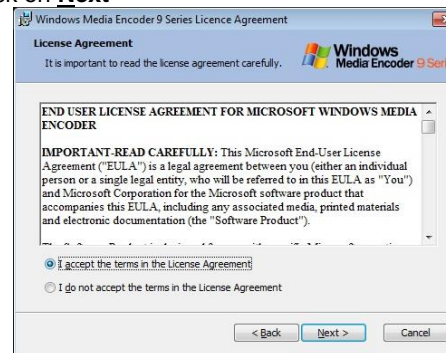 on Next
Windows Media Encoder 9 Series Licence Agreement
License Agreement
It is important to read the license agreement carefully.
Windows
Media Encoder 9 Seri
END USER LICENSE AGREEMENT FOR MICROSOFT WINDOWS MEDIA
ENCODER
IMPORTANT-READ CAREFULLY: This Microsoft End-User License
Agreement ("EULA") is a legal agreement between you (either an individual
person or a single legal entity, who will be referred to in this EULA as "You")
and Microsoft Corporation for the Microsoft software product that
accompanies this EULA, including any associated media, printed materials
and electronic documentation (the "Software Product").
I accept the terms in the License Agreement
I do not accept the terms in the License Agreement
< Back
Next >
Cancel